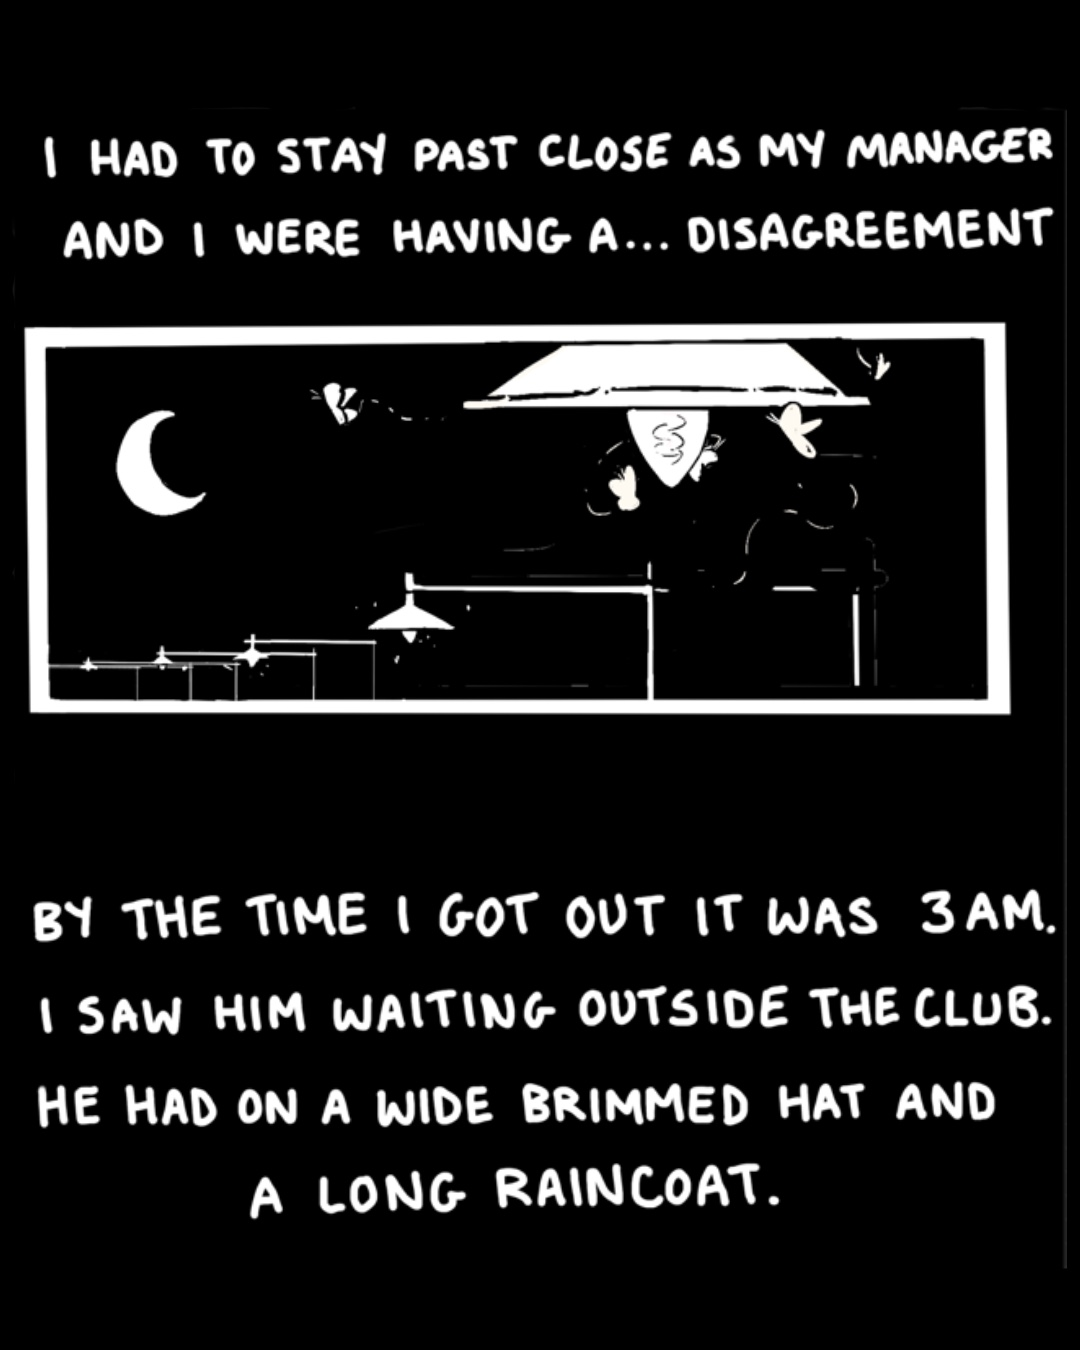 I HAD TO STAY PAST CLOSE AS MY MANAGER
AND I WERE HAVING A... DISAGREEMENT
BY THE TIME I GOT OUT IT WAS 3AM.
I SAW HIM WAITING OUTSIDE THE CLUB.
HE HAD ON A WIDE BRIMMED HAT AND
A LONG RAINCOAT.